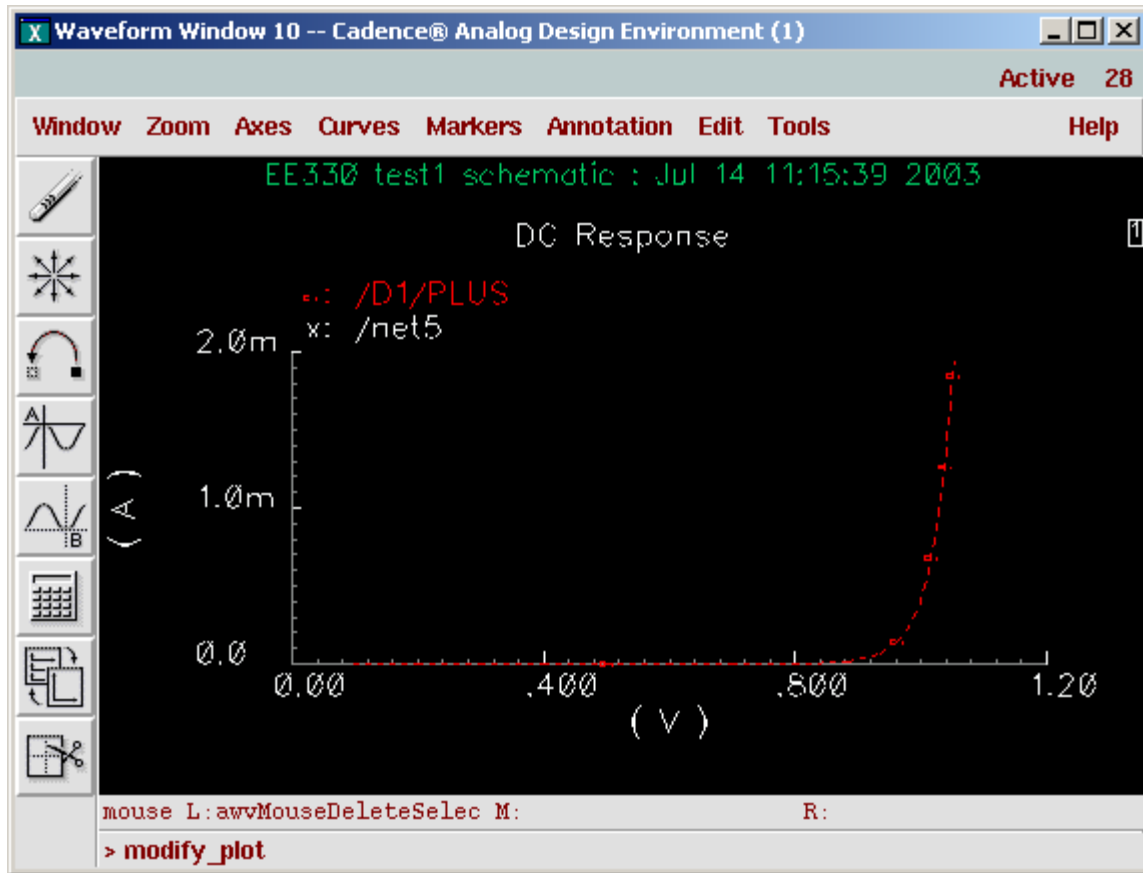 X Waveform Window 10 -- Cadence® Analog Design Environment (1)
Active 28
Window Zoom Axes Curves Markers Annotation Edit Tools Help
EE330 test1 schematic : Jul 14 11:15:39 2003
DC Response
1
: /D1/PLUS
x: /net5
2.0m
1.0m
0.0
( A )
0.00 .400 .800 1.20
( V )
A
B
mouse L:awvMouseDeleteSelec M: R:
> modify_plot